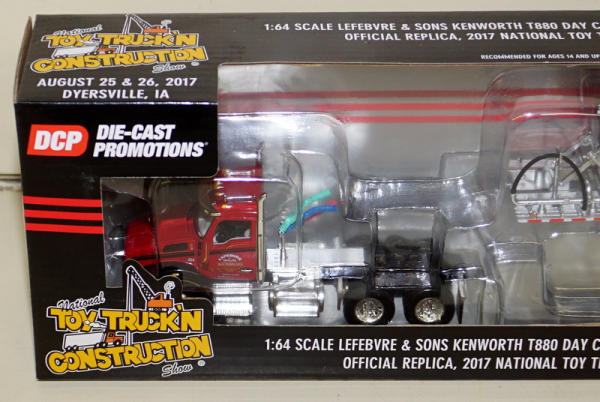 National
TOY TRUCK'N
CONSTRUCTION
Show
AUGUST 25 & 26, 2017
DYERSVILLE, IA
DCP DIE-CAST
PROMOTIONS®
1:64 SCALE LEFEBVRE & SONS KENWORTH T880 DAY
OFFICIAL REPLICA, 2017 NATIONAL TOY
RECOMMENDED FOR AGES 14 AND UP
National
TOY TRUCK'N
CONSTRUCTION
Show ®
1:64 SCALE LEFEBVRE & SONS KENWORTH T880 DAY
OFFICIAL REPLICA, 2017 NATIONAL TOY